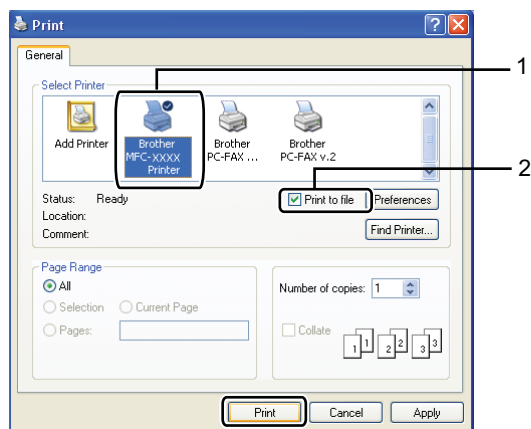 Print
General
1
Select Printer
Add Printer
Brother MFC-XXXX Printer
Brother PC-FAX ...
Brother PC-FAX v.2
2
Status: Ready
Print to file
Preferences
Location:
Comment:
Find Printer...
Page Range
All
Selection
Current Page
Pages:
Number of copies: 1
Collate
1 1 2 2 3 3
Print
Cancel
Apply